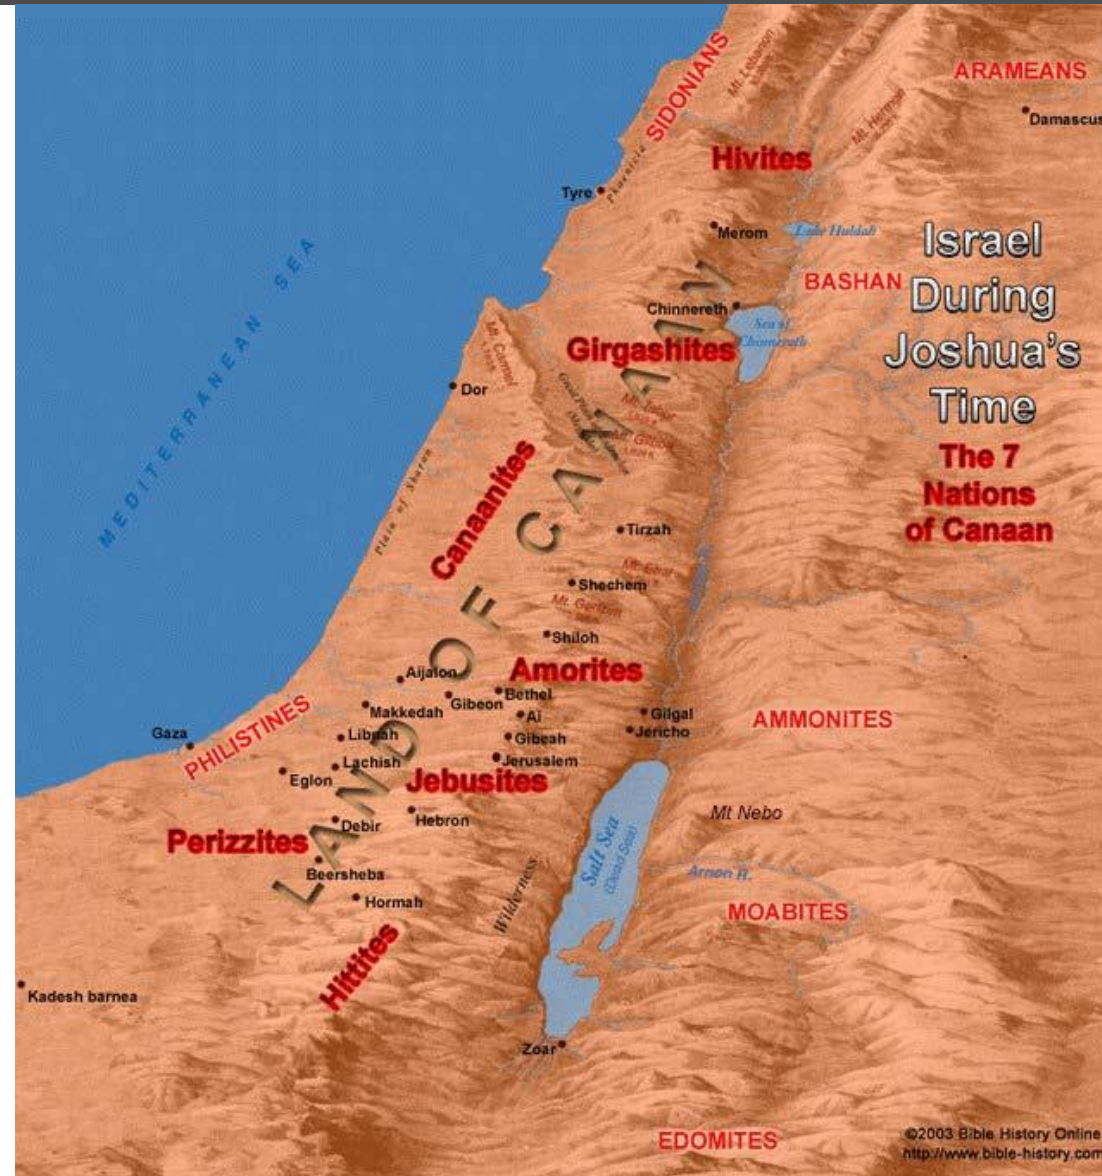 SIDONIANS
Mt. Lebanon
ARAMEANS
Damascus
Mt. Hermon
Hivites
Tyre
Phoenicia
Merom
Lake Huldah
Israel
During
Joshua's
Time
The 7
Nations
of Canaan
BASHAN
Chinnereth
Sea of
Chinnereth
Girgashites
Mt. Carmel
MEDITERRANEAN SEA
Dor
Plain of Sharon
Canaanites
LAND OF CANAAN
Tirzah
Shechem
Mt. Gerizim
Shiloh
Amorites
Aijalon
Bethel
Gibeon
Makkedah
Ai
Gilgal
Jericho
AMMONITES
Gaza
PHILISTINES
Libnah
Gibeah
Lachish
Jerusalem
Eglon
Jebusites
Debir
Hebron
Mt Nebo
Perizzites
Salt Sea
(Dead Sea)
Beersheba
Arnon R.
Hormah
Wilderness
MOABITES
Hittites
Kadesh barnea
Zoar
EDOMITES
©2003 Bible History Online
http://www.bible-history.com